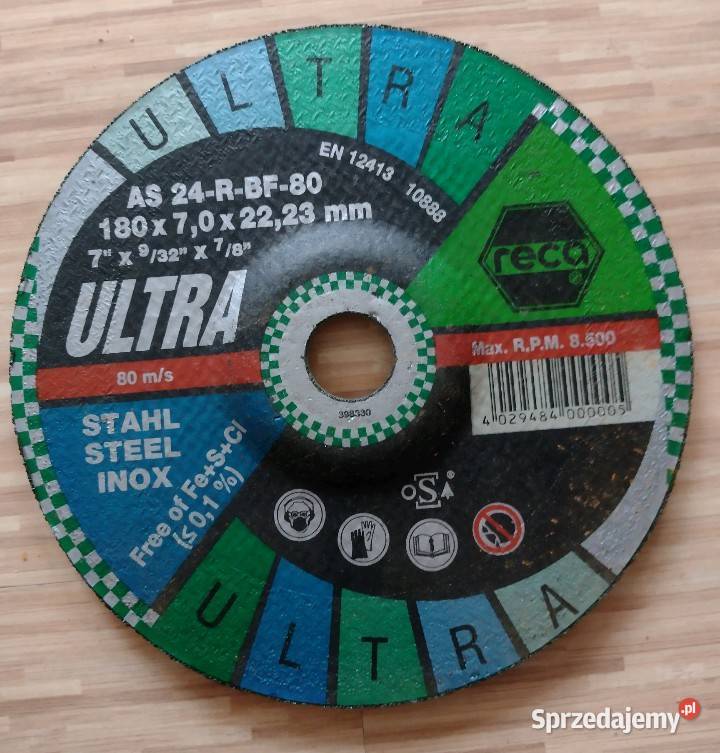 ULTRA
EN 12413 10888
AS 24-R-BF-80
180 x 7,0 x 22,23 mm
7" x 9/32" x 7/8"
ULTRA
reca
®
Max. R.P.M. 8.500
80 m/s
4 029484 000005
398330
STAHL
STEEL
INOX
Free of Fe+S+Cl
(≤ 0,1 %)
oSA®
ULTRA
Sprzedajemy.pl